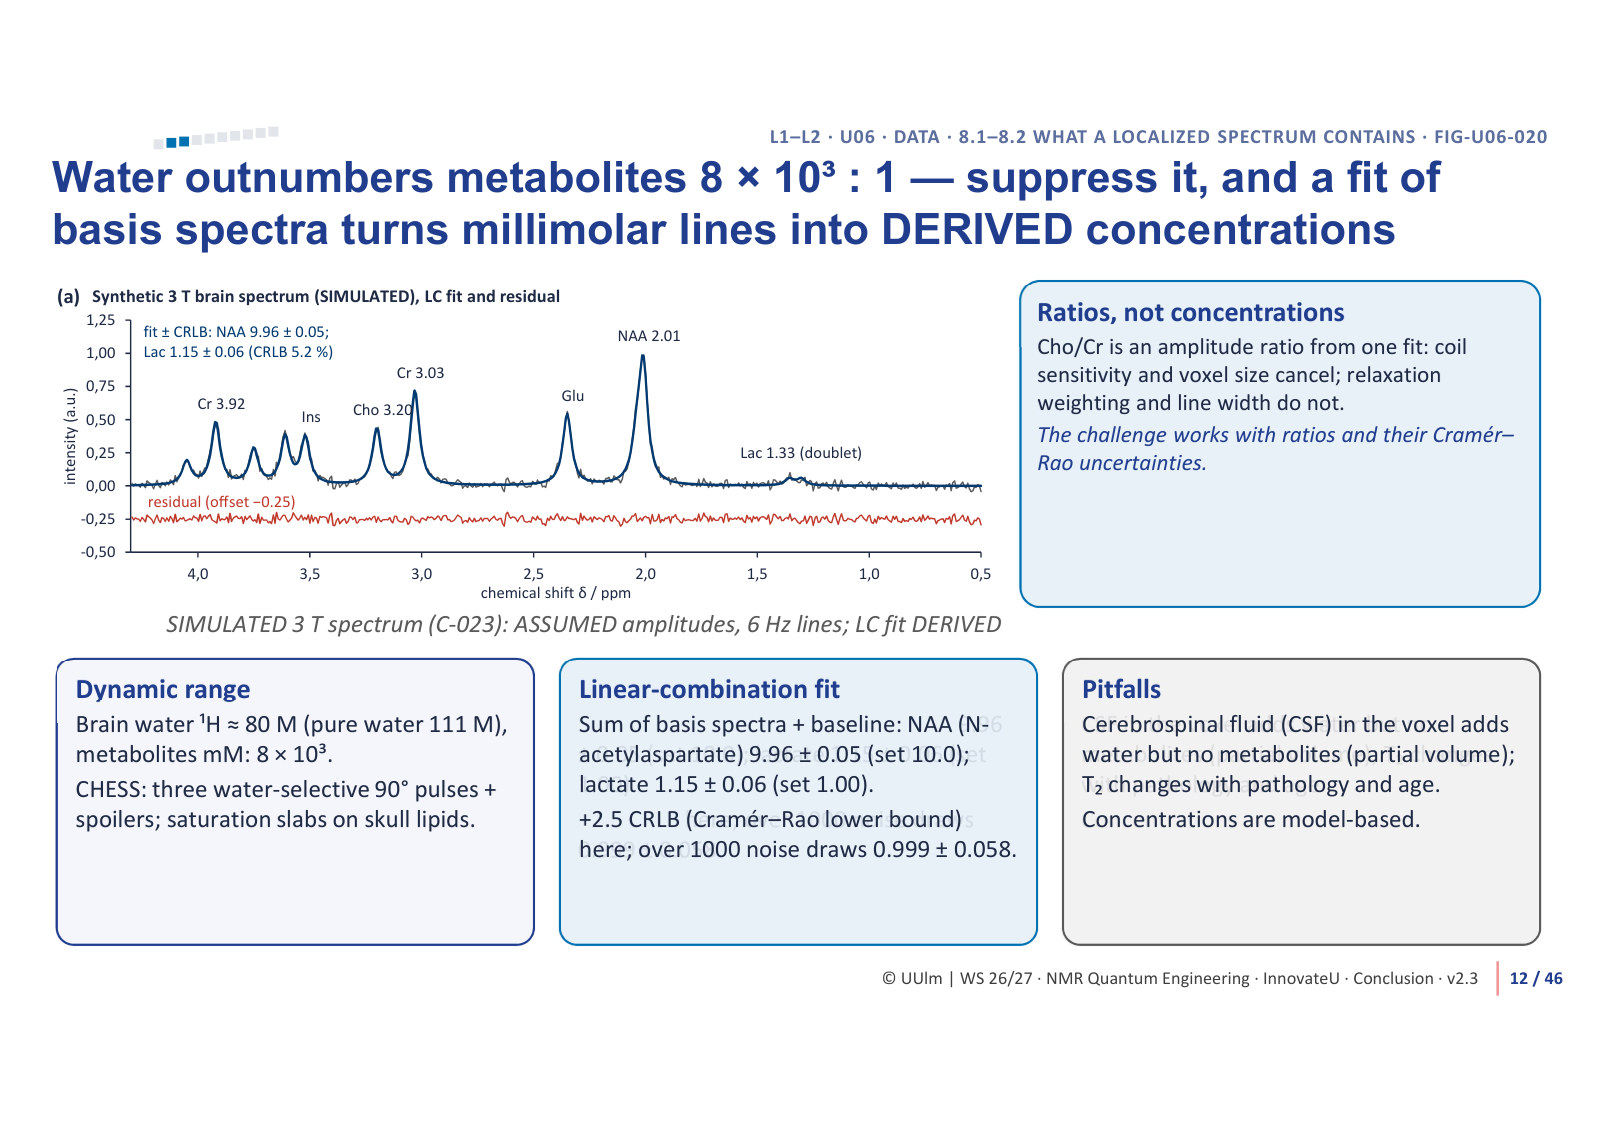 L1–L2 · U06 · DATA · 8.1–8.2 WHAT A LOCALIZED SPECTRUM CONTAINS · FIG-U06-020
Water outnumbers metabolites 8 × 10³ : 1 — suppress it, and a fit of
basis spectra turns millimolar lines into DERIVED concentrations
(a) Synthetic 3 T brain spectrum (SIMULATED), LC fit and residual
fit ± CRLB: NAA 9.96 ± 0.05;
Lac 1.15 ± 0.06 (CRLB 5.2 %)
NAA 2.01
Cr 3.03
Cr 3.92
Ins
Cho 3.20
Glu
Lac 1.33 (doublet)
residual (offset −0.25)
intensity (a.u.)
1,25
1,00
0,75
0,50
0,25
0,00
-0,25
-0,50
4,0 3,5 3,0 2,5 2,0 1,5 1,0 0,5
chemical shift δ / ppm
SIMULATED 3 T spectrum (C-023): ASSUMED amplitudes, 6 Hz lines; LC fit DERIVED
Ratios, not concentrations
Cho/Cr is an amplitude ratio from one fit: coil
sensitivity and voxel size cancel; relaxation
weighting and line width do not.
The challenge works with ratios and their Cramér–
Rao uncertainties.
Dynamic range
Brain water ¹H ≈ 80 M (pure water 111 M),
metabolites mM: 8 × 10³.
CHESS: three water-selective 90° pulses +
spoilers; saturation slabs on skull lipids.
Linear-combination fit
Sum of basis spectra + baseline: NAA (N-
acetylaspartate) 9.96 ± 0.05 (set 10.0);
lactate 1.15 ± 0.06 (set 1.00).
+2.5 CRLB (Cramér–Rao lower bound)
here; over 1000 noise draws 0.999 ± 0.058.
Pitfalls
Cerebrospinal fluid (CSF) in the voxel adds
water but no metabolites (partial volume);
T₂ changes with pathology and age.
Concentrations are model-based.
© UUlm | WS 26/27 · NMR Quantum Engineering · InnovateU · Conclusion · v2.3
12 / 46